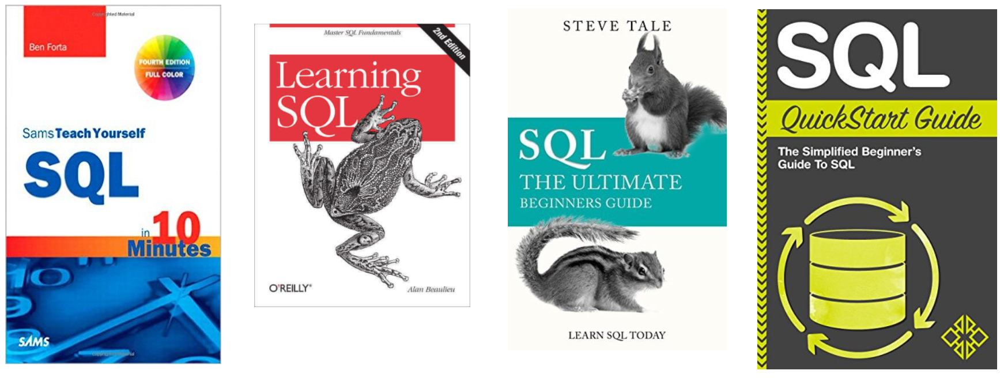 Copyrighted Material
Ben Forta
FOURTH EDITION
FULL COLOR
Sams Teach Yourself
SQL
in 10
Minutes
SAMS
Copyrighted Material
Master SQL Fundamentals
2nd Edition
Learning
SQL
O'REILLY®
Alan Beaulieu
STEVE TALE
SQL
THE ULTIMATE
BEGINNERS GUIDE
LEARN SQL TODAY
SQL
QuickStart Guide
The Simplified Beginner's
Guide To SQL